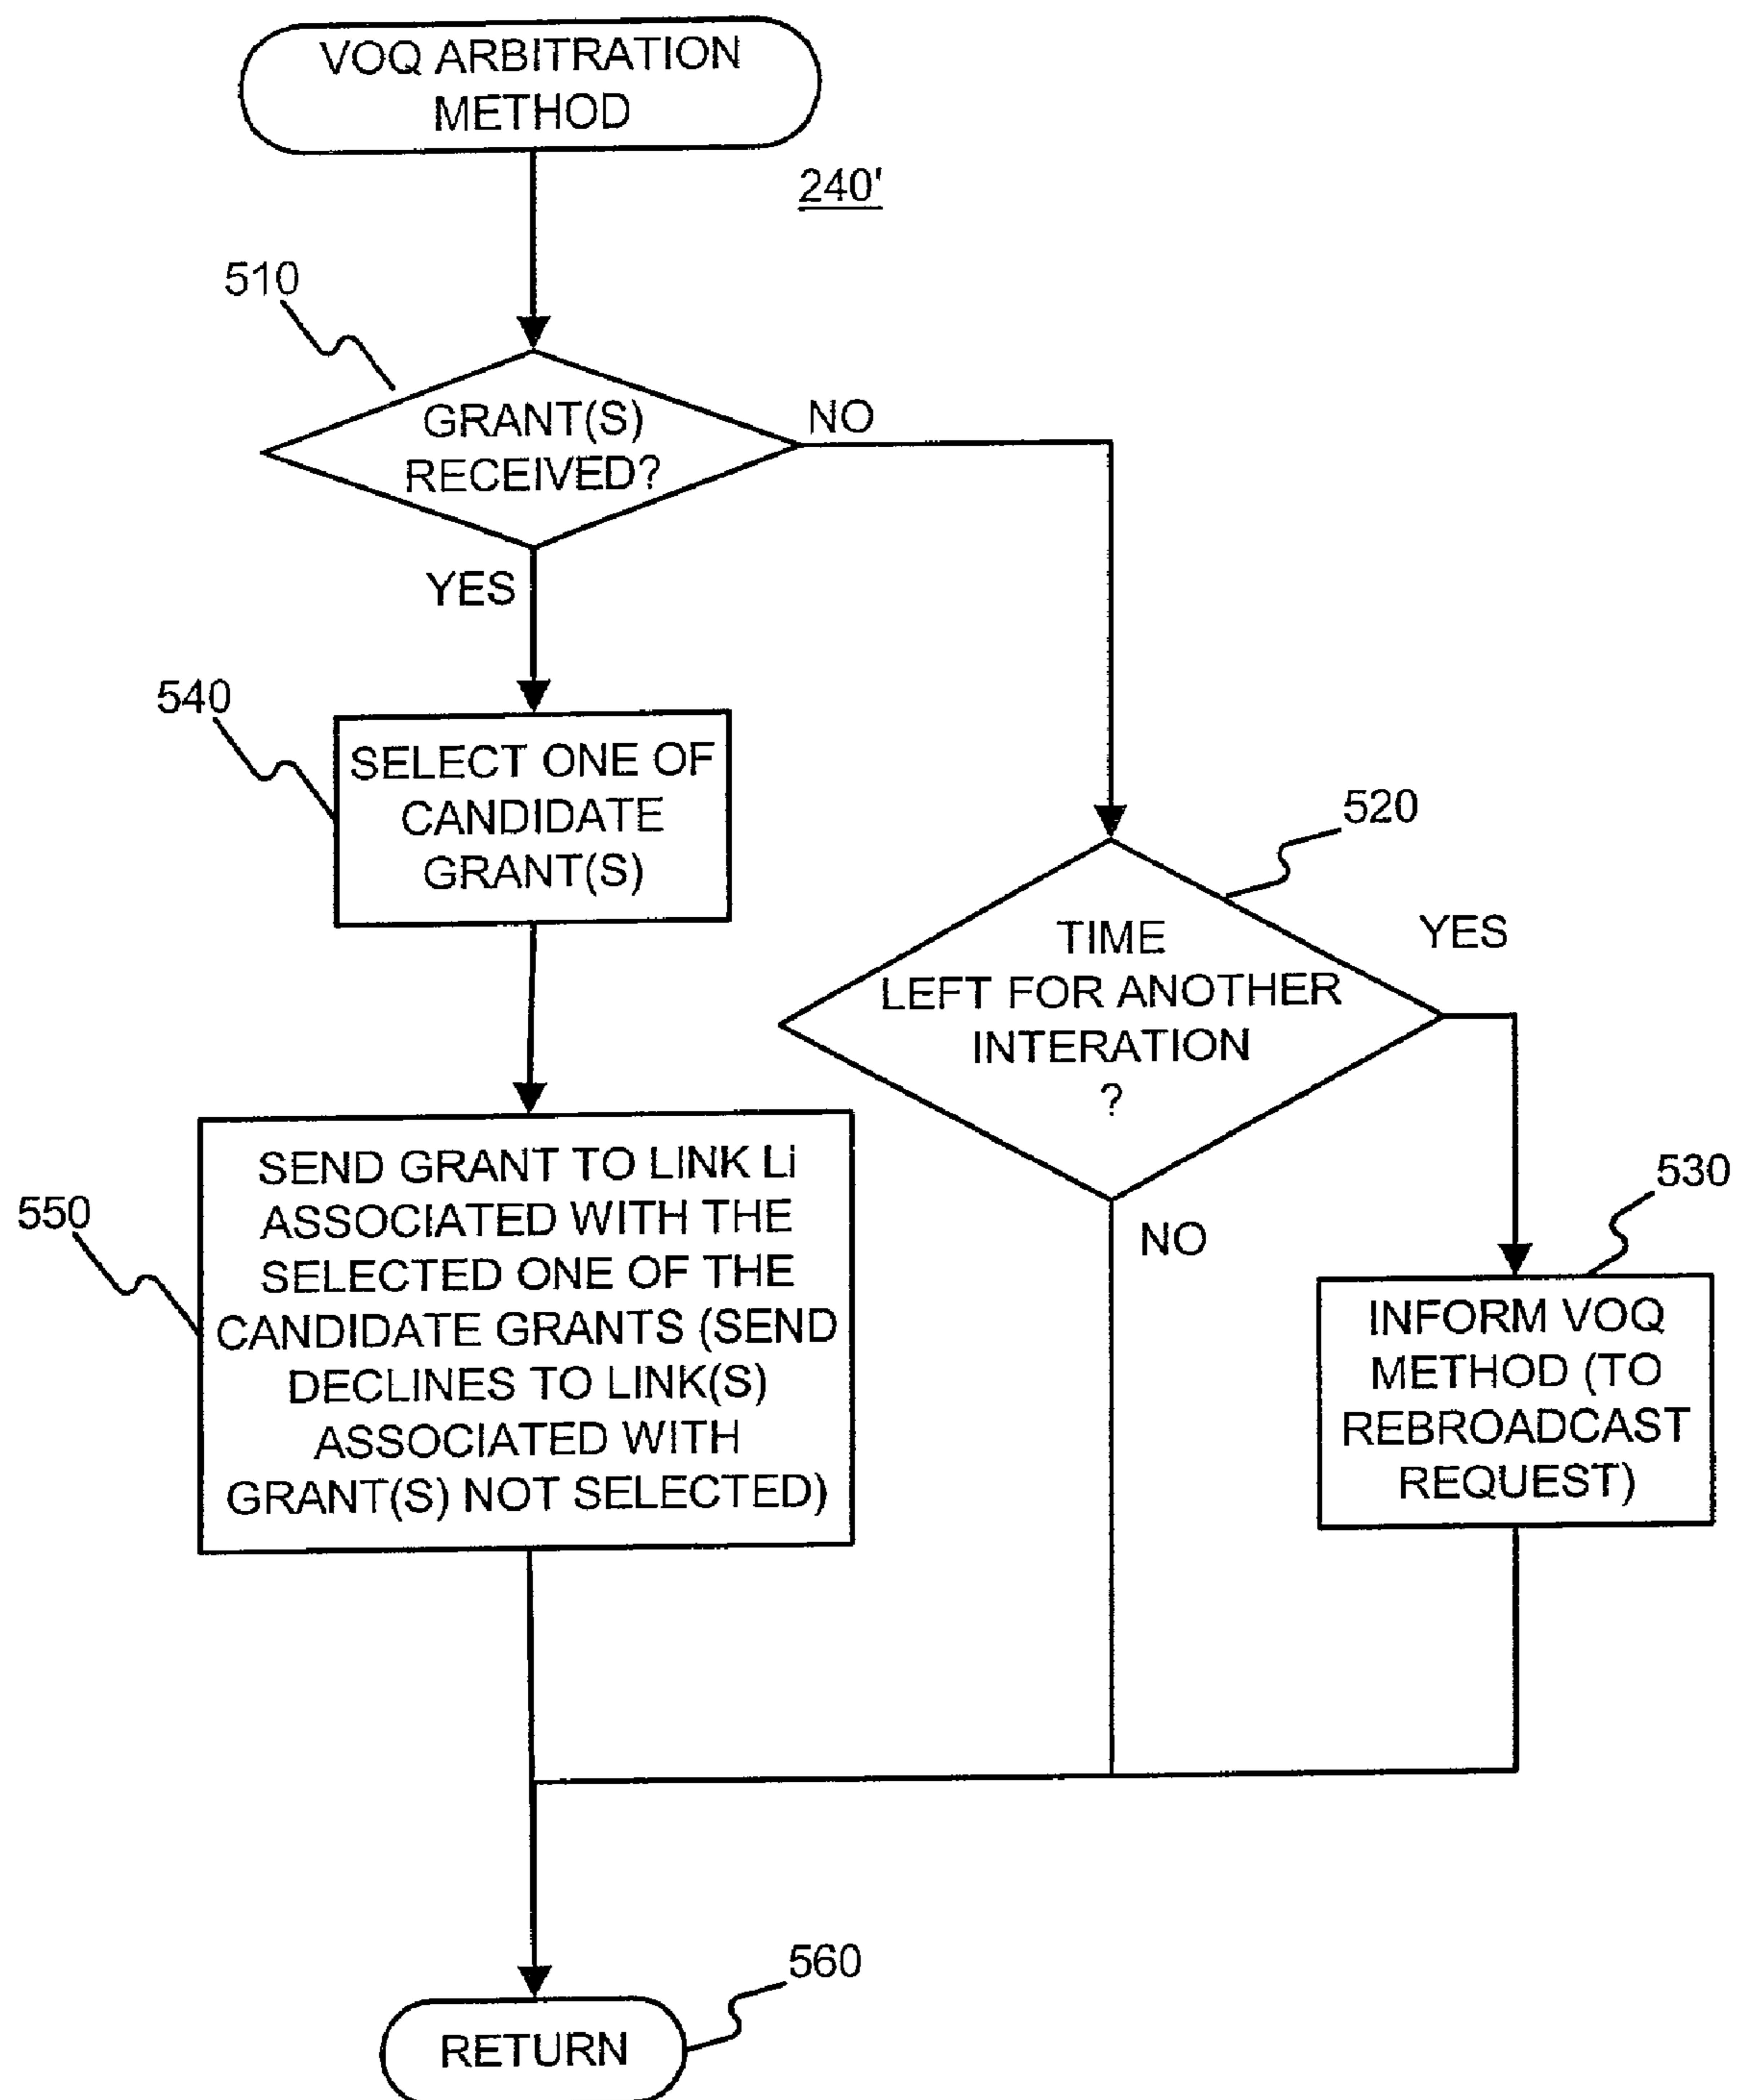 VOQ ARBITRATION
METHOD
240'
510
GRANT(S)
RECEIVED?
NO
YES
540
SELECT ONE OF
CANDIDATE
GRANT(S)
520
TIME
LEFT FOR ANOTHER
INTERATION
?
YES
NO
550
SEND GRANT TO LINK Li
ASSOCIATED WITH THE
SELECTED ONE OF THE
CANDIDATE GRANTS (SEND
DECLINES TO LINK(S)
ASSOCIATED WITH
GRANT(S) NOT SELECTED)
530
INFORM VOQ
METHOD (TO
REBROADCAST
REQUEST)
560
RETURN